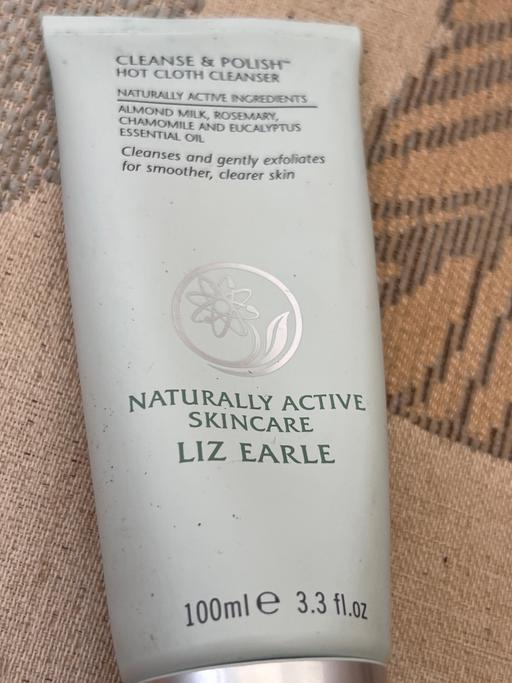 CLEANSE & POLISH™
HOT CLOTH CLEANSER
NATURALLY ACTIVE INGREDIENTS
ALMOND MILK, ROSEMARY,
CHAMOMILE AND EUCALYPTUS
ESSENTIAL OIL
Cleanses and gently exfoliates
for smoother, clearer skin
NATURALLY ACTIVE
SKINCARE
LIZ EARLE
100ml ℮ 3.3 fl.oz